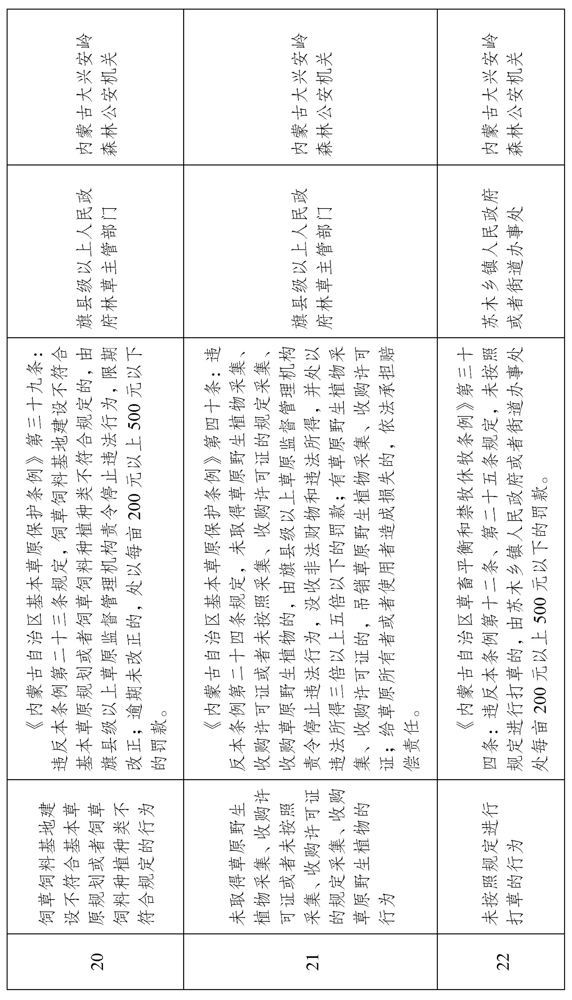 20
饲草饲料基地建
设不符合基本草
原规划或者饲草
饲料种植种类不
符合规定的行为
《内蒙古自治区基本草原保护条例》第三十九条：
违反本条例第二十三条规定，饲草饲料基地建设不符合
基本草原规划或者饲草饲料种植种类不符合规定的，由
旗县级以上草原监督管理机构责令停止违法行为，限期
改正；逾期未改正的，处以每亩 200 元以上 500 元以下
的罚款。
旗县级以上人民政
府林草主管部门
内蒙古大兴安岭
森林公安机关
21
未取得草原野生
植物采集、收购许
可证或者未按照
采集、收购许可证
的规定采集、收购
草原野生植物的
行为
《内蒙古自治区基本草原保护条例》第四十条：违
反本条例第二十四条规定，未取得草原野生植物采集、
收购许可证或者未按照采集、收购许可证的规定采集、
收购草原野生植物的，由旗县级以上草原监督管理机构
责令停止违法行为，没收非法财物和违法所得，并处以
违法所得三倍以上五倍以下的罚款；有草原野生植物采
集、收购许可证的，吊销草原野生植物采集、收购许可
证；给草原所有者或者使用者造成损失的，依法承担赔
偿责任。
旗县级以上人民政
府林草主管部门
内蒙古大兴安岭
森林公安机关
22
未按照规定进行
打草的行为
《内蒙古自治区草畜平衡和禁牧休牧条例》第三十
四条：违反本条例第十二条、第二十五条规定，未按照
规定进行打草的，由苏木乡镇人民政府或者街道办事处
处每亩 200 元以上 500 元以下的罚款。
苏木乡镇人民政府
或者街道办事处
内蒙古大兴安岭
森林公安机关